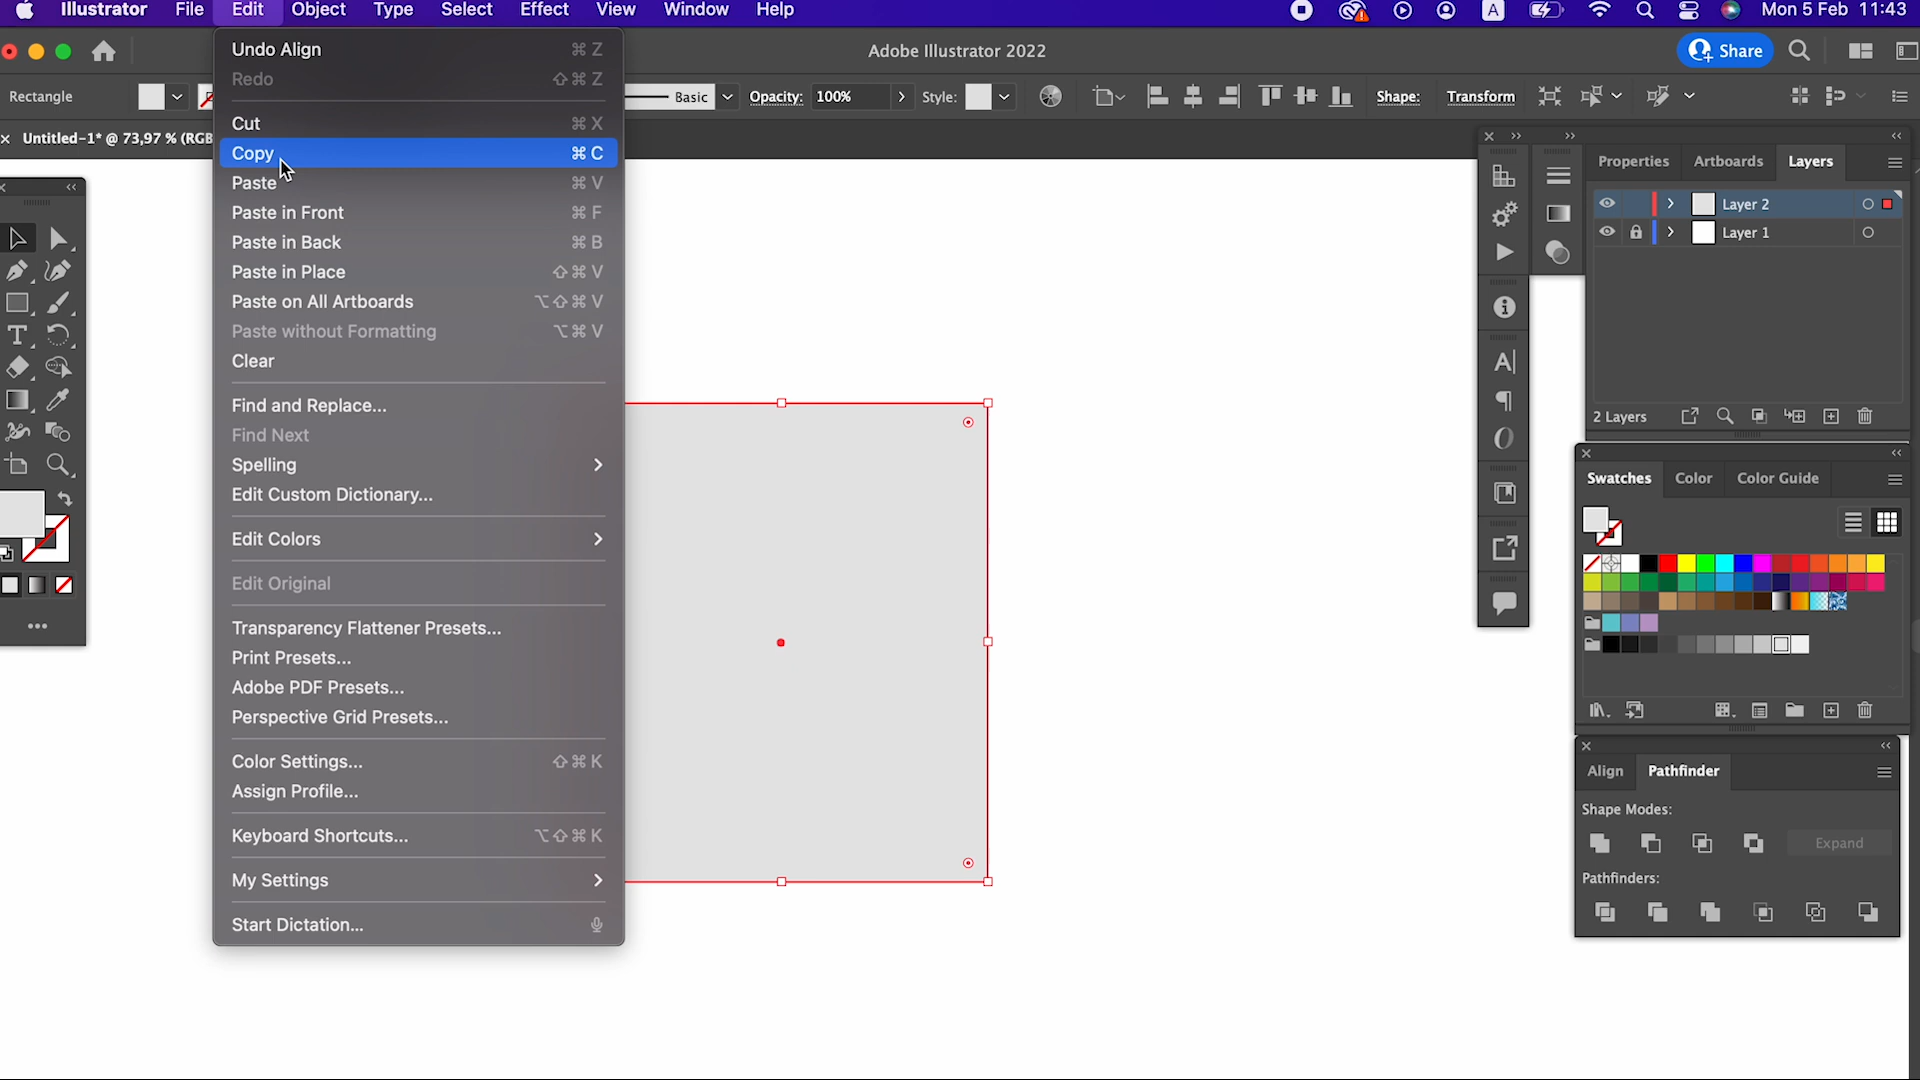 Illustrator File Edit Object Type Select Effect View Window Help A Mon 5 Feb 11:43
Adobe Illustrator 2022 Share
Rectangle Basic Opacity: 100% Style: Shape: Transform
Untitled-1* @ 73,97 % (RGB
Undo Align ⌘ Z
Redo ⇧ ⌘ Z
Cut ⌘ X
Copy ⌘ C
Paste ⌘ V
Paste in Front ⌘ F
Paste in Back ⌘ B
Paste in Place ⇧ ⌘ V
Paste on All Artboards ⌥ ⇧ ⌘ V
Paste without Formatting ⌥ ⌘ V
Clear
Find and Replace...
Find Next
Spelling
Edit Custom Dictionary...
Edit Colors
Edit Original
Transparency Flattener Presets...
Print Presets...
Adobe PDF Presets...
Perspective Grid Presets...
Color Settings... ⇧ ⌘ K
Assign Profile...
Keyboard Shortcuts... ⌥ ⇧ ⌘ K
My Settings
Start Dictation...
Properties Artboards Layers
Layer 2
Layer 1
2 Layers
Swatches Color Color Guide
Align Pathfinder
Shape Modes:
Expand
Pathfinders: